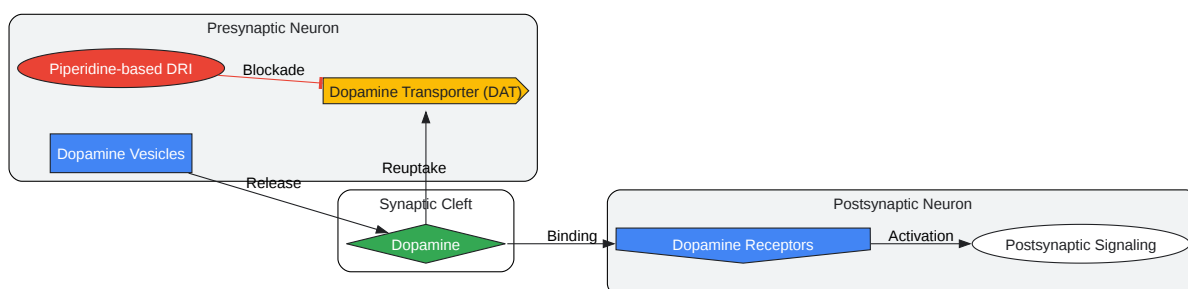 Presynaptic Neuron
Piperidine-based DRI
Blockade
Dopamine Transporter (DAT)
Dopamine Vesicles
Reuptake
Release
Synaptic Cleft
Dopamine
Binding
Postsynaptic Neuron
Dopamine Receptors
Activation
Postsynaptic Signaling